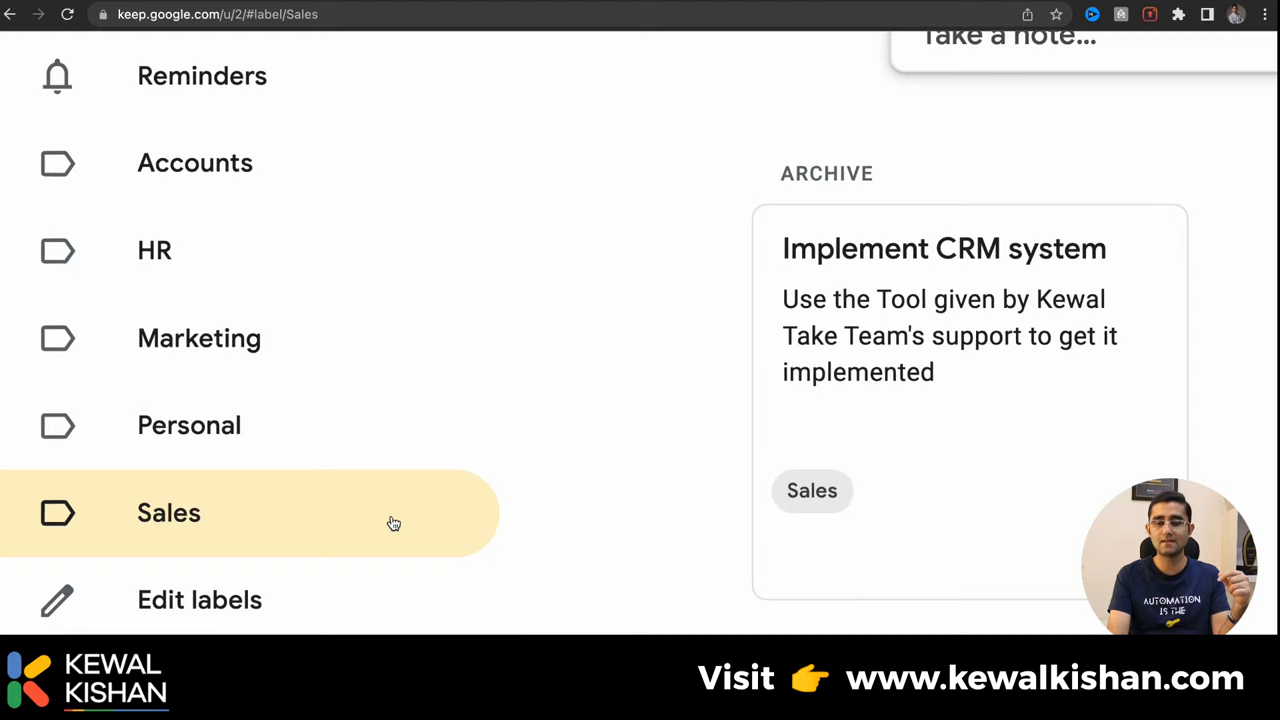 keep.google.com/u/2/#label/Sales
Take a note...
Reminders
Accounts
HR
Marketing
Personal
Sales
Edit labels
ARCHIVE
Implement CRM system
Use the Tool given by Kewal
Take Team's support to get it
implemented
Sales
AUTOMATION
IS THE
KEWAL
KISHAN
Visit 👉 www.kewalkishan.com